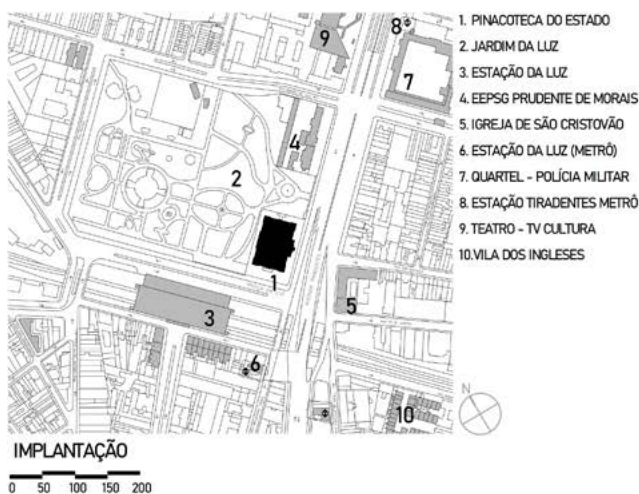 1. PINACOTECA DO ESTADO
2. JARDIM DA LUZ
3. ESTAÇÃO DA LUZ
4. EEPSG PRUDENTE DE MORAIS
5. IGREJA DE SÃO CRISTOVÃO
6. ESTAÇÃO DA LUZ (METRÔ)
7. QUARTEL - POLÍCIA MILITAR
8. ESTAÇÃO TIRADENTES METRÔ
9. TEATRO - TV CULTURA
10.VILA DOS INGLESES
8
9
7
4
2
1
5
3
6
10
N
IMPLANTAÇÃO
0 50 100 150 200